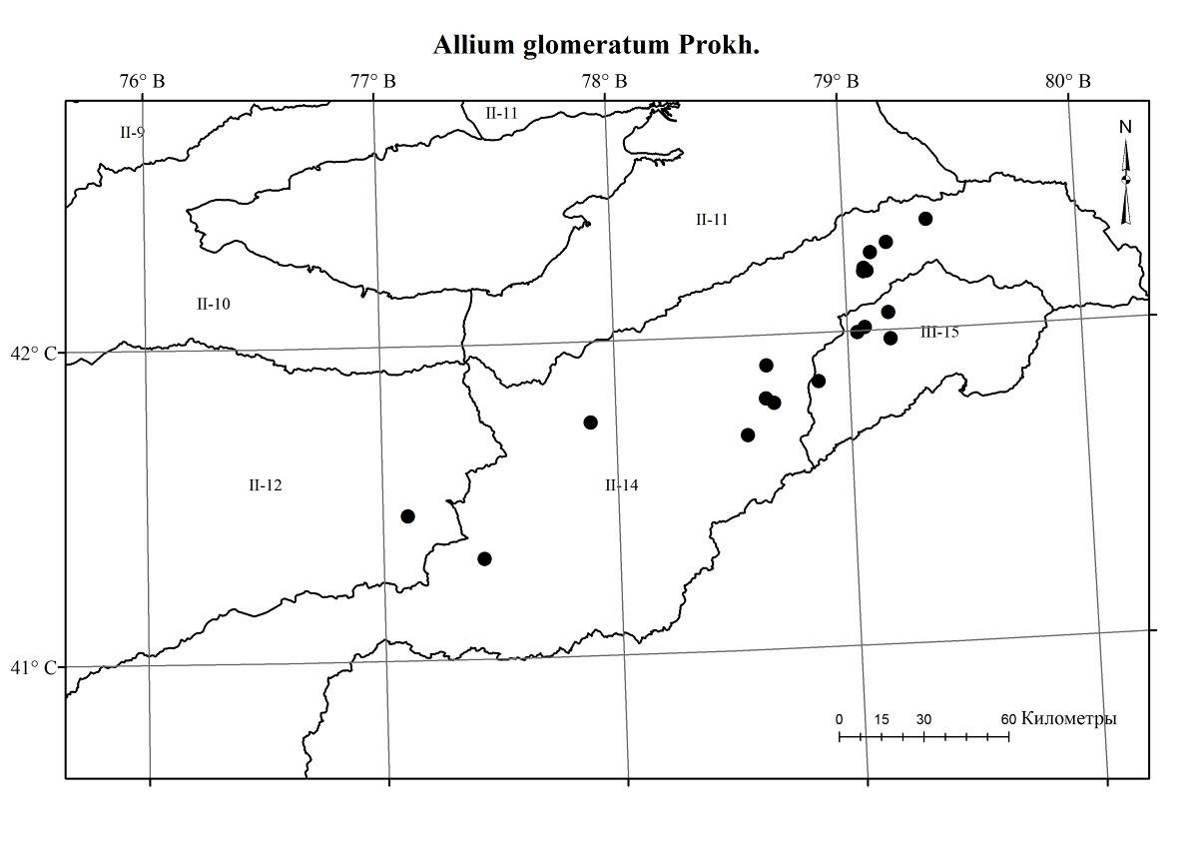 Allium glomeratum Prokh.
76° В 77° В 78° В 79° В 80° В
II-9
II-11
N
II-11
II-10
42° С
III-15
II-12
II-14
41° С
0 15 30 60 Километры